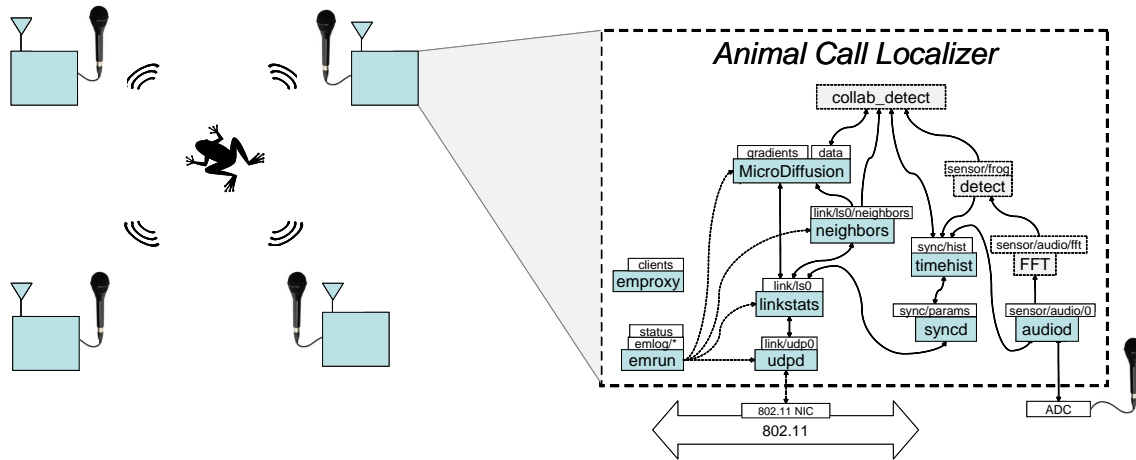 Animal Call Localizer
collab_detect
gradients data
MicroDiffusion
sensor/frog
detect
link/ls0/neighbors
neighbors
sync/hist
timehist
sensor/audio/fft
FFT
clients
emproxy
link/ls0
linkstats
sync/params
syncd
sensor/audio/0
audiod
status
emlog/*
emrun
link/udp0
udpd
802.11 NIC
802.11
ADC